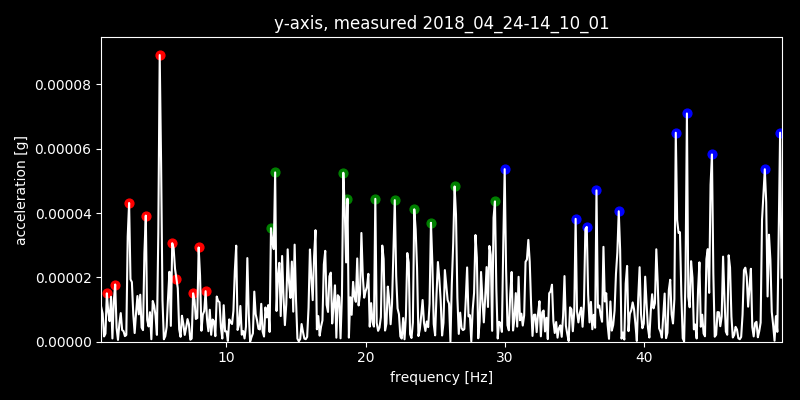 y-axis, measured 2018_04_24-14_10_01
acceleration [g]
0.00008
0.00006
0.00004
0.00002
0.00000
10 20 30 40
frequency [Hz]